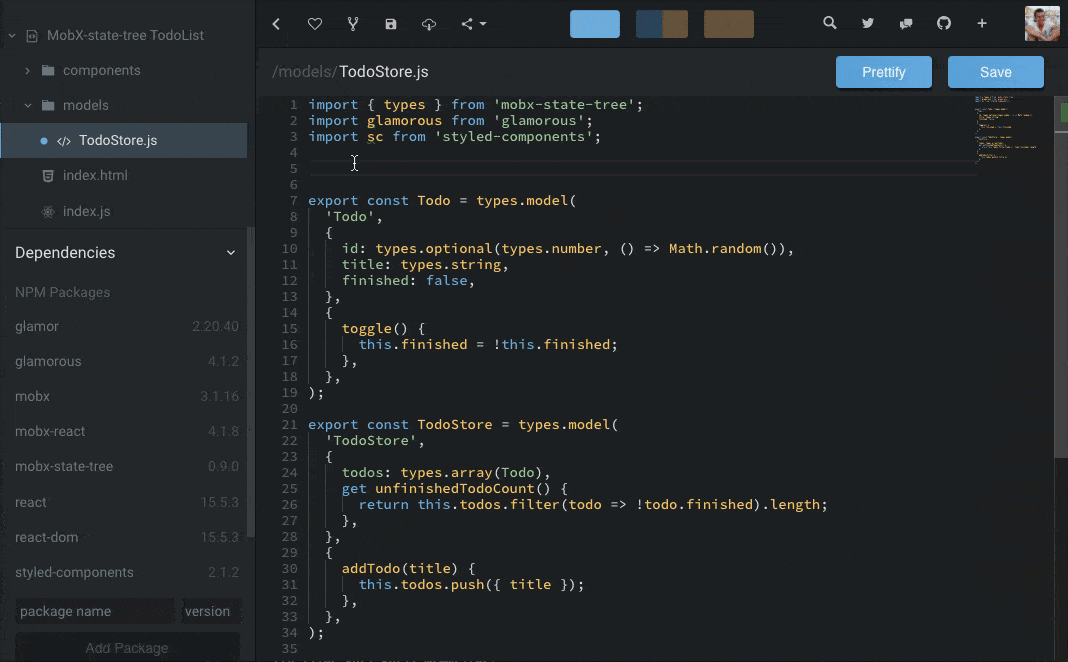 MobX-state-tree TodoList
components
models
TodoStore.js
index.html
index.js
Dependencies
NPM Packages
glamor 2.20.40
glamorous 4.1.2
mobx 3.1.16
mobx-react 4.1.8
mobx-state-tree 0.9.0
react 15.5.3
react-dom 15.5.3
styled-components 2.1.2
package name version
Add Package
/models/TodoStore.js
Prettify
Save
1 import { types } from 'mobx-state-tree';
2 import glamorous from 'glamorous';
3 import sc from 'styled-components';
4
5
6
7 export const Todo = types.model(
8 'Todo',
9 {
10 id: types.optional(types.number, () => Math.random()),
11 title: types.string,
12 finished: false,
13 },
14 {
15 toggle() {
16 this.finished = !this.finished;
17 },
18 },
19 );
20
21 export const TodoStore = types.model(
22 'TodoStore',
23 {
24 todos: types.array(Todo),
25 get unfinishedTodoCount() {
26 return this.todos.filter(todo => !todo.finished).length;
27 },
28 },
29 {
30 addTodo(title) {
31 this.todos.push({ title });
32 },
33 },
34 );
35